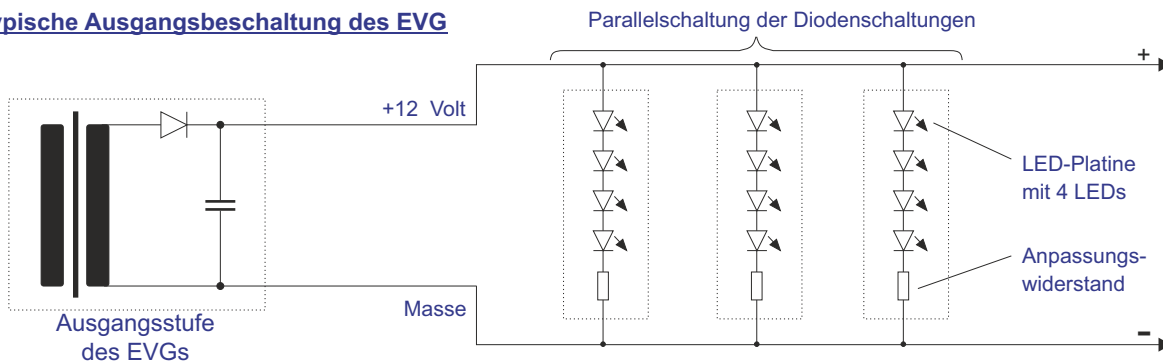 ypische Ausgangsbeschaltung des EVG
Parallelschaltung der Diodenschaltungen
+
+12 Volt
LED-Platine
mit 4 LEDs
Anpassungs-
widerstand
Masse
Ausgangsstufe
des EVGs
-